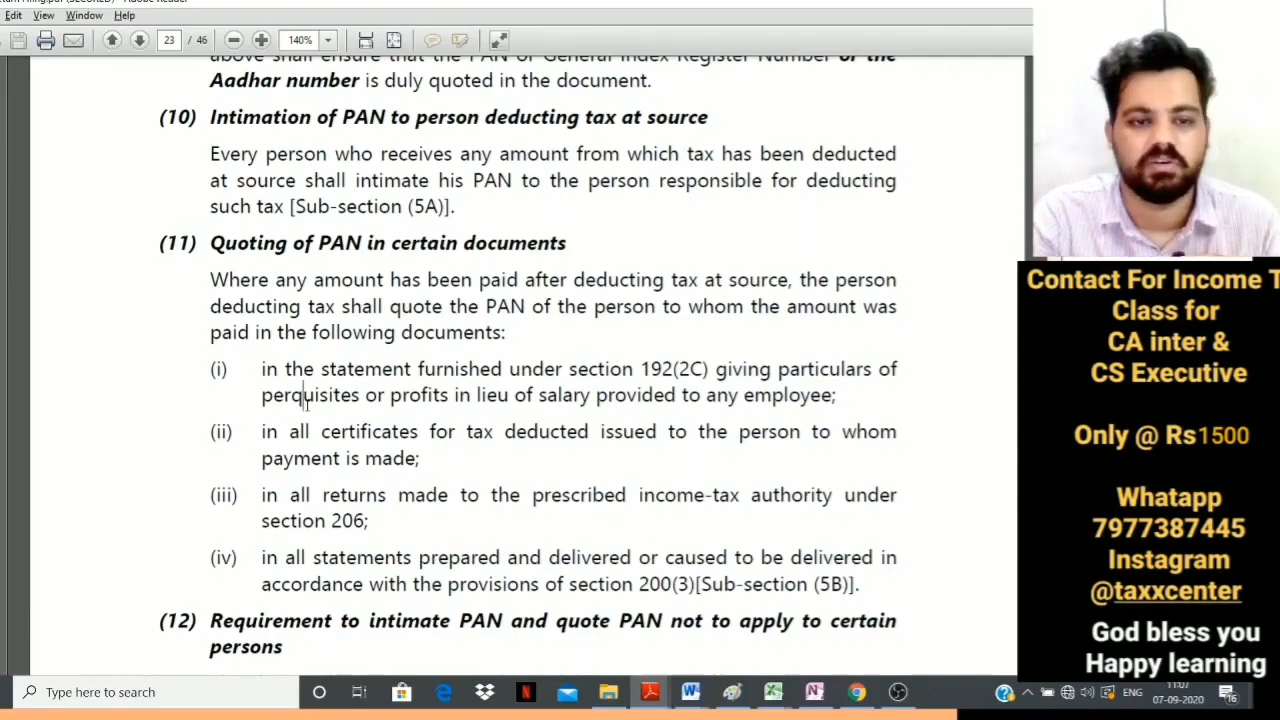 Edit View Window Help
23 / 46 140%
Aadhar number is duly quoted in the document.
(10) Intimation of PAN to person deducting tax at source
Every person who receives any amount from which tax has been deducted
at source shall intimate his PAN to the person responsible for deducting
such tax [Sub-section (5A)].
(11) Quoting of PAN in certain documents
Where any amount has been paid after deducting tax at source, the person
deducting tax shall quote the PAN of the person to whom the amount was
paid in the following documents:
(i) in the statement furnished under section 192(2C) giving particulars of
perquisites or profits in lieu of salary provided to any employee;
(ii) in all certificates for tax deducted issued to the person to whom
payment is made;
(iii) in all returns made to the prescribed income-tax authority under
section 206;
(iv) in all statements prepared and delivered or caused to be delivered in
accordance with the provisions of section 200(3)[Sub-section (5B)].
(12) Requirement to intimate PAN and quote PAN not to apply to certain
persons
Contact For Income T
Class for
CA inter &
CS Executive
Only @ Rs1500
Whatapp
7977387445
Instagram
@taxxcenter
God bless you
Happy learning
Type here to search
ENG
11:07
07-09-2020
16